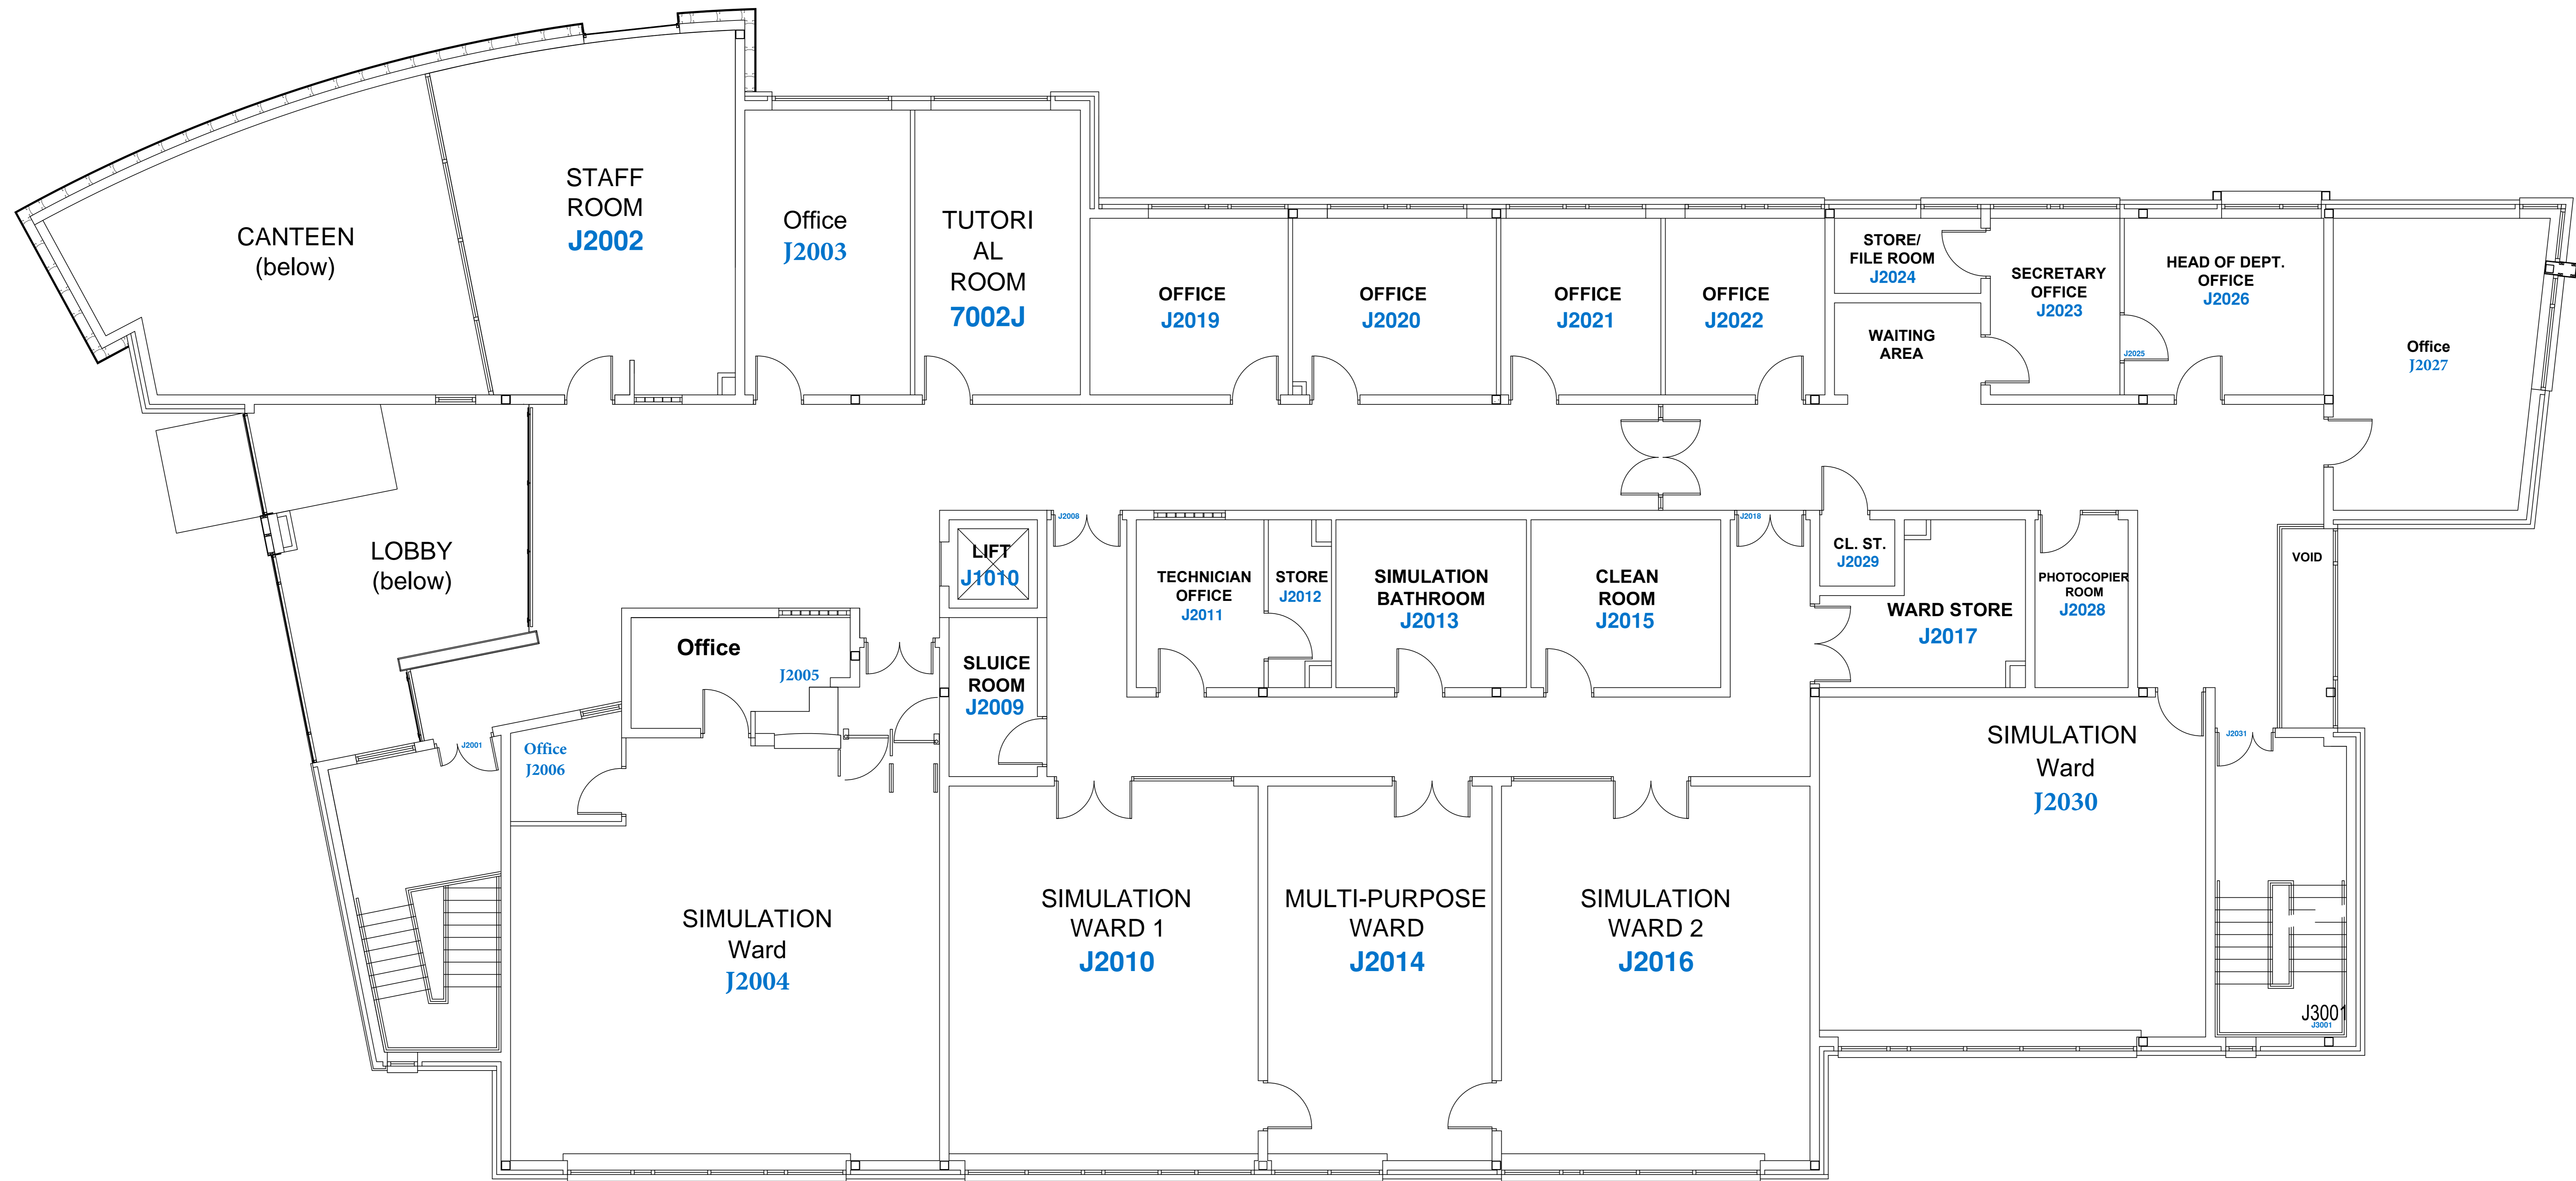 CANTEEN
(below)
STAFF
ROOM
J2002
Office
J2003
TUTORI
AL
ROOM
7002J
OFFICE
J2019
OFFICE
J2020
OFFICE
J2021
OFFICE
J2022
STORE/
FILE ROOM
J2024
WAITING
AREA
SECRETARY
OFFICE
J2023
J2025
HEAD OF DEPT.
OFFICE
J2026
Office
J2027
LOBBY
(below)
LIFT
J1010
J2008
TECHNICIAN
OFFICE
J2011
STORE
J2012
SIMULATION
BATHROOM
J2013
CLEAN
ROOM
J2015
J2018
CL. ST.
J2029
WARD STORE
J2017
PHOTOCOPIER
ROOM
J2028
VOID
Office
J2005
SLUICE
ROOM
J2009
J2001
Office
J2006
SIMULATION
Ward
J2030
J2031
SIMULATION
Ward
J2004
SIMULATION
WARD 1
J2010
MULTI-PURPOSE
WARD
J2014
SIMULATION
WARD 2
J2016
J3001
J3001